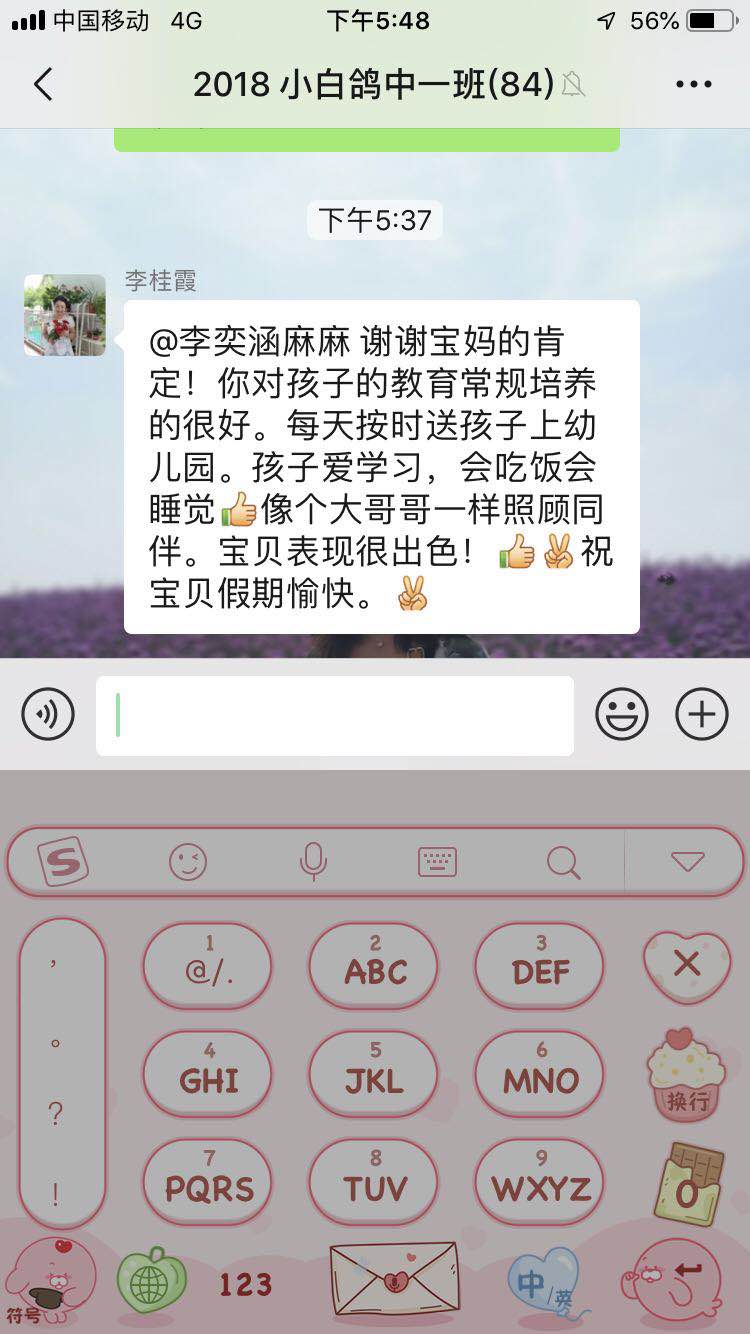 中国移动 4G 下午5:48 56%
2018 小白鸽中一班(84)
下午5:37
李桂霞
@李奕涵麻麻 谢谢宝妈的肯
定！你对孩子的教育常规培养
的很好。每天按时送孩子上幼
儿园。孩子爱学习，会吃饭会
睡觉👍像个大哥哥一样照顾同
伴。宝贝表现很出色！👍✌祝
宝贝假期愉快。✌
S
， 1 2 3
@/. ABC DEF
。 4 5 6
GHI JKL MNO 换行
？ 7 8 9
！ PQRS TUV WXYZ 0
符号 123 中/英